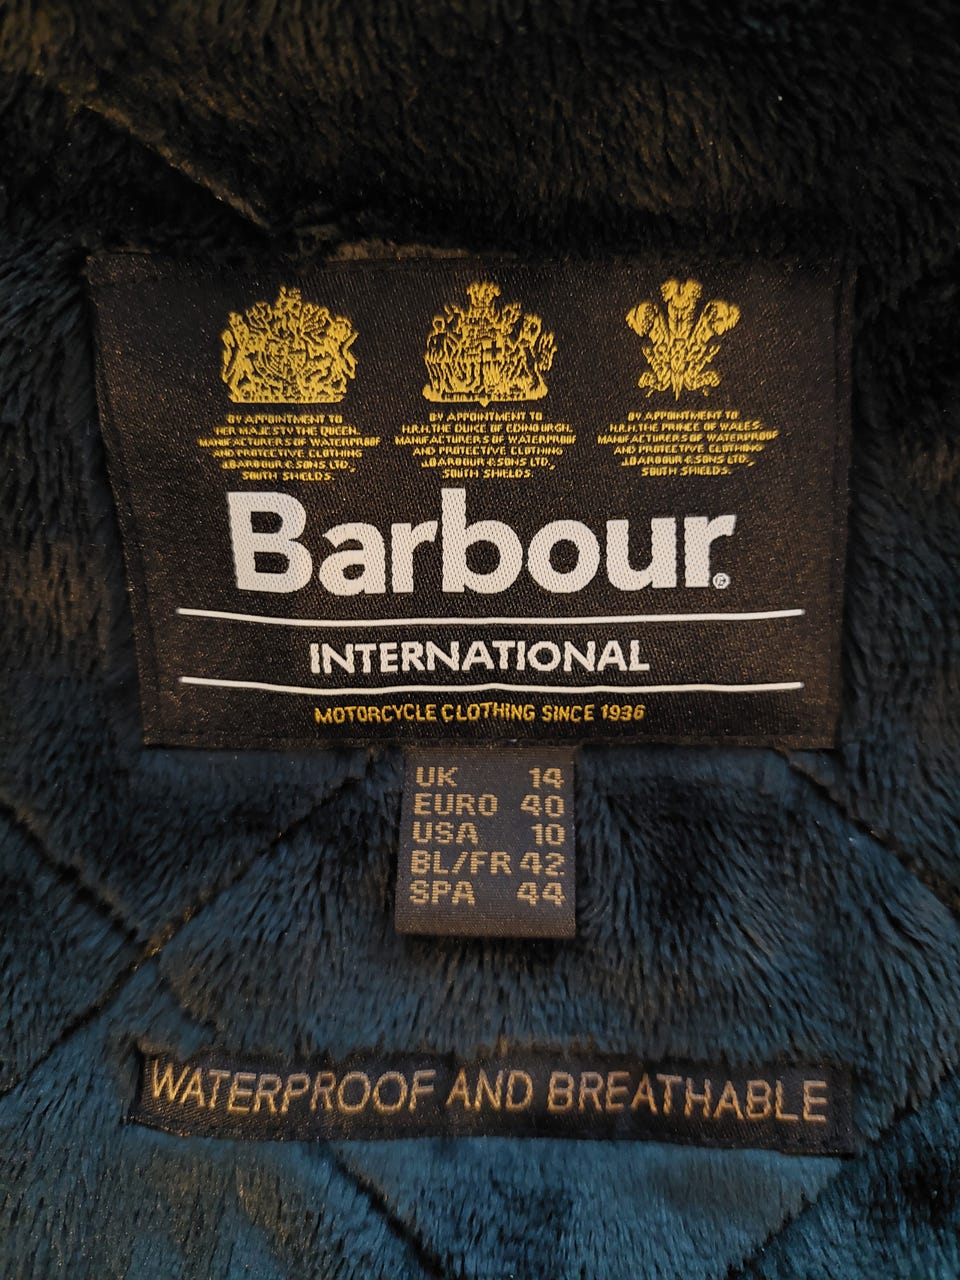 BY APPOINTMENT TO
HER MAJESTY THE QUEEN.
MANUFACTURERS OF WATERPROOF
AND PROTECTIVE CLOTHING
J.BARBOUR & SONS LTD.,
SOUTH SHIELDS.
BY APPOINTMENT TO
H.R.H. THE DUKE OF EDINBURGH.
MANUFACTURERS OF WATERPROOF
AND PROTECTIVE CLOTHING
J.BARBOUR & SONS LTD.,
SOUTH SHIELDS.
BY APPOINTMENT TO
H.R.H. THE PRINCE OF WALES.
MANUFACTURERS OF WATERPROOF
AND PROTECTIVE CLOTHING
J.BARBOUR & SONS LTD.,
SOUTH SHIELDS.
Barbour®
INTERNATIONAL
MOTORCYCLE CLOTHING SINCE 1936
UK 14
EURO 40
USA 10
BL/FR 42
SPA 44
WATERPROOF AND BREATHABLE